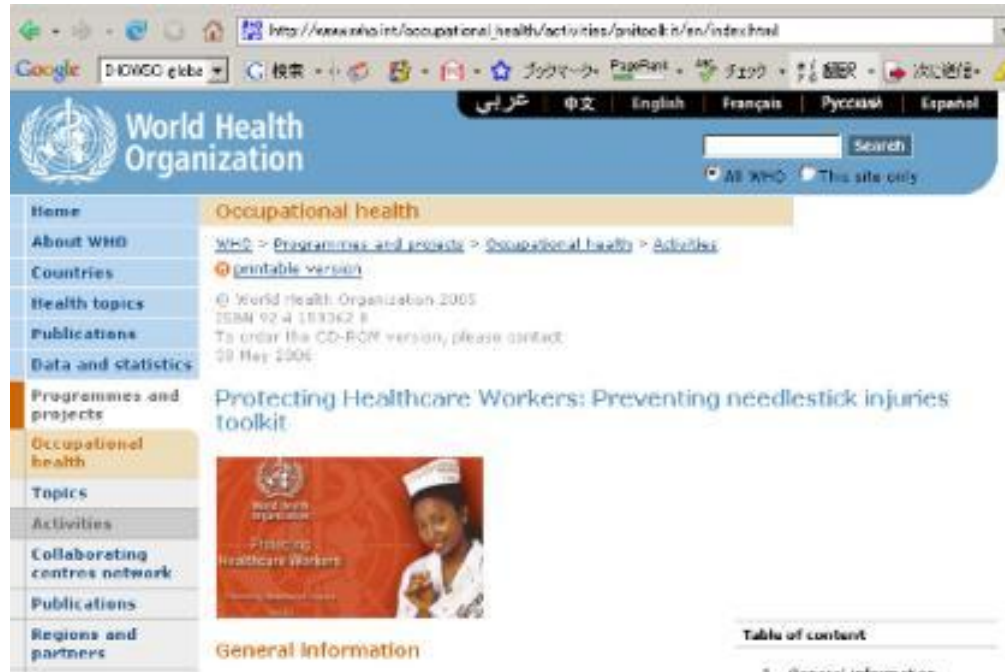 http://www.who.int/occupational_health/activities/pnitoolkit/en/index.html
Google
検索
ブックマーク
PageRank
チェック
翻訳
次に送信
عربي
中文
English
Français
Русский
Español
World Health
Organization
Search
All WHO
This site only
Home
About WHO
Countries
Health topics
Publications
Data and statistics
Programmes and
projects
Occupational
health
Topics
Activities
Collaborating
centres network
Publications
Regions and
partners
Occupational health
WHO > Programmes and projects > Occupational health > Activities
printable version
© World Health Organization 2005
ISBN 92 4
To order the CD-ROM version, please contact
May 2006
Protecting Healthcare Workers: Preventing needlestick injuries
toolkit
World Health
Organization
Protecting
Healthcare Workers
General information
Table of content
General information